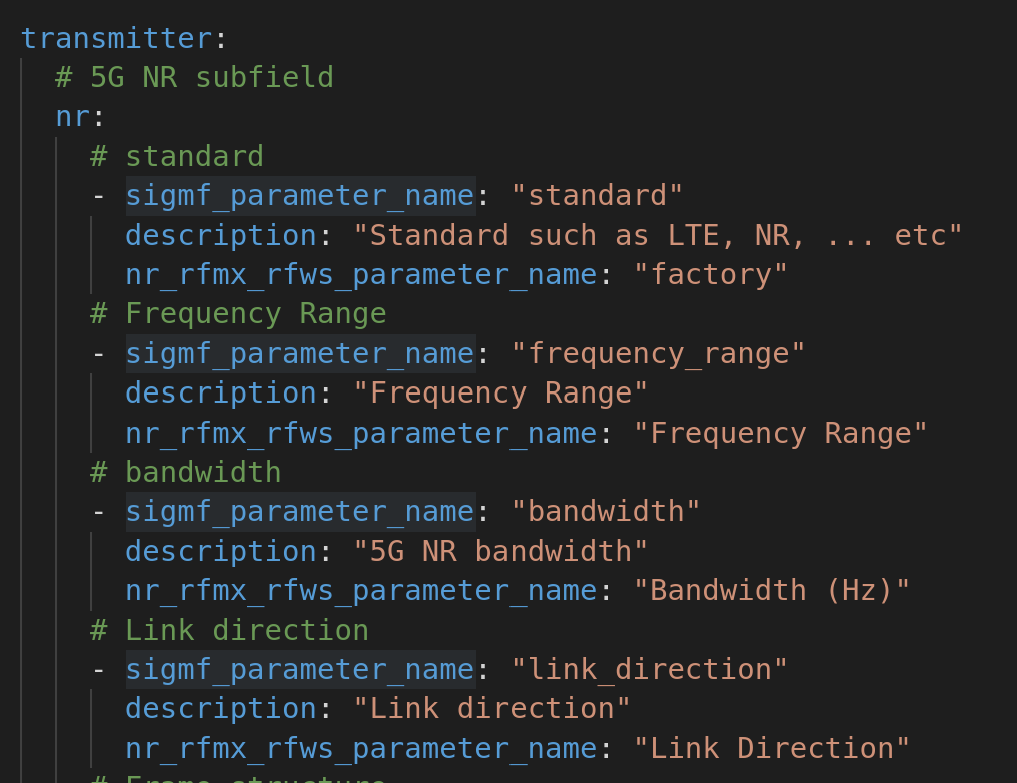 transmitter:
  # 5G NR subfield
  nr:
    # standard
    - sigmf_parameter_name: "standard"
      description: "Standard such as LTE, NR, ... etc"
      nr_rfmx_rfws_parameter_name: "factory"
    # Frequency Range
    - sigmf_parameter_name: "frequency_range"
      description: "Frequency Range"
      nr_rfmx_rfws_parameter_name: "Frequency Range"
    # bandwidth
    - sigmf_parameter_name: "bandwidth"
      description: "5G NR bandwidth"
      nr_rfmx_rfws_parameter_name: "Bandwidth (Hz)"
    # Link direction
    - sigmf_parameter_name: "link_direction"
      description: "Link direction"
      nr_rfmx_rfws_parameter_name: "Link Direction"
    # Frame structure